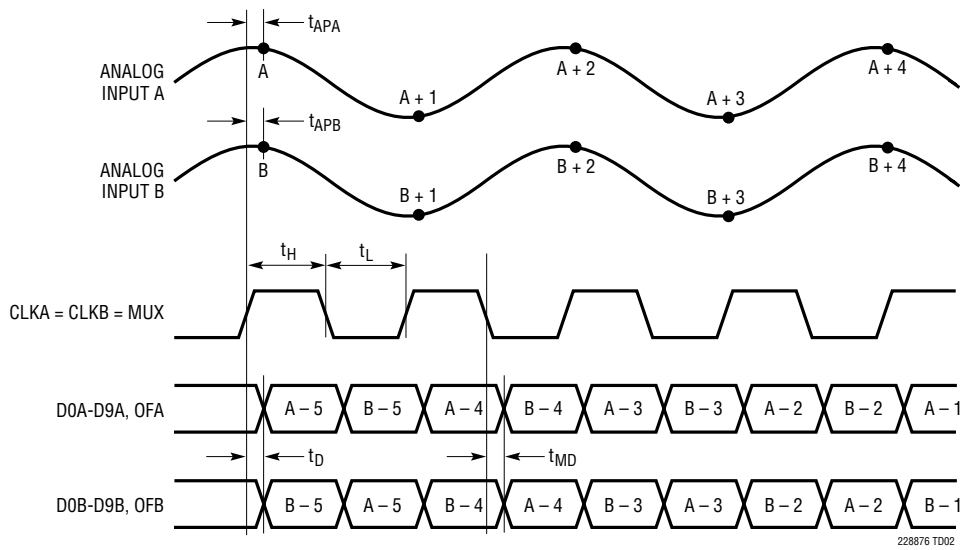 tAPA
ANALOG
INPUT A
A
A + 1
A + 2
A + 3
A + 4
tAPB
ANALOG
INPUT B
B
B + 1
B + 2
B + 3
B + 4
tH
tL
CLKA = CLKB = MUX
D0A-D9A, OFA
A – 5
B – 5
A – 4
B – 4
A – 3
B – 3
A – 2
B – 2
A – 1
tD
tMD
D0B-D9B, OFB
B – 5
A – 5
B – 4
A – 4
B – 3
A – 3
B – 2
A – 2
B – 1
228876 TD02